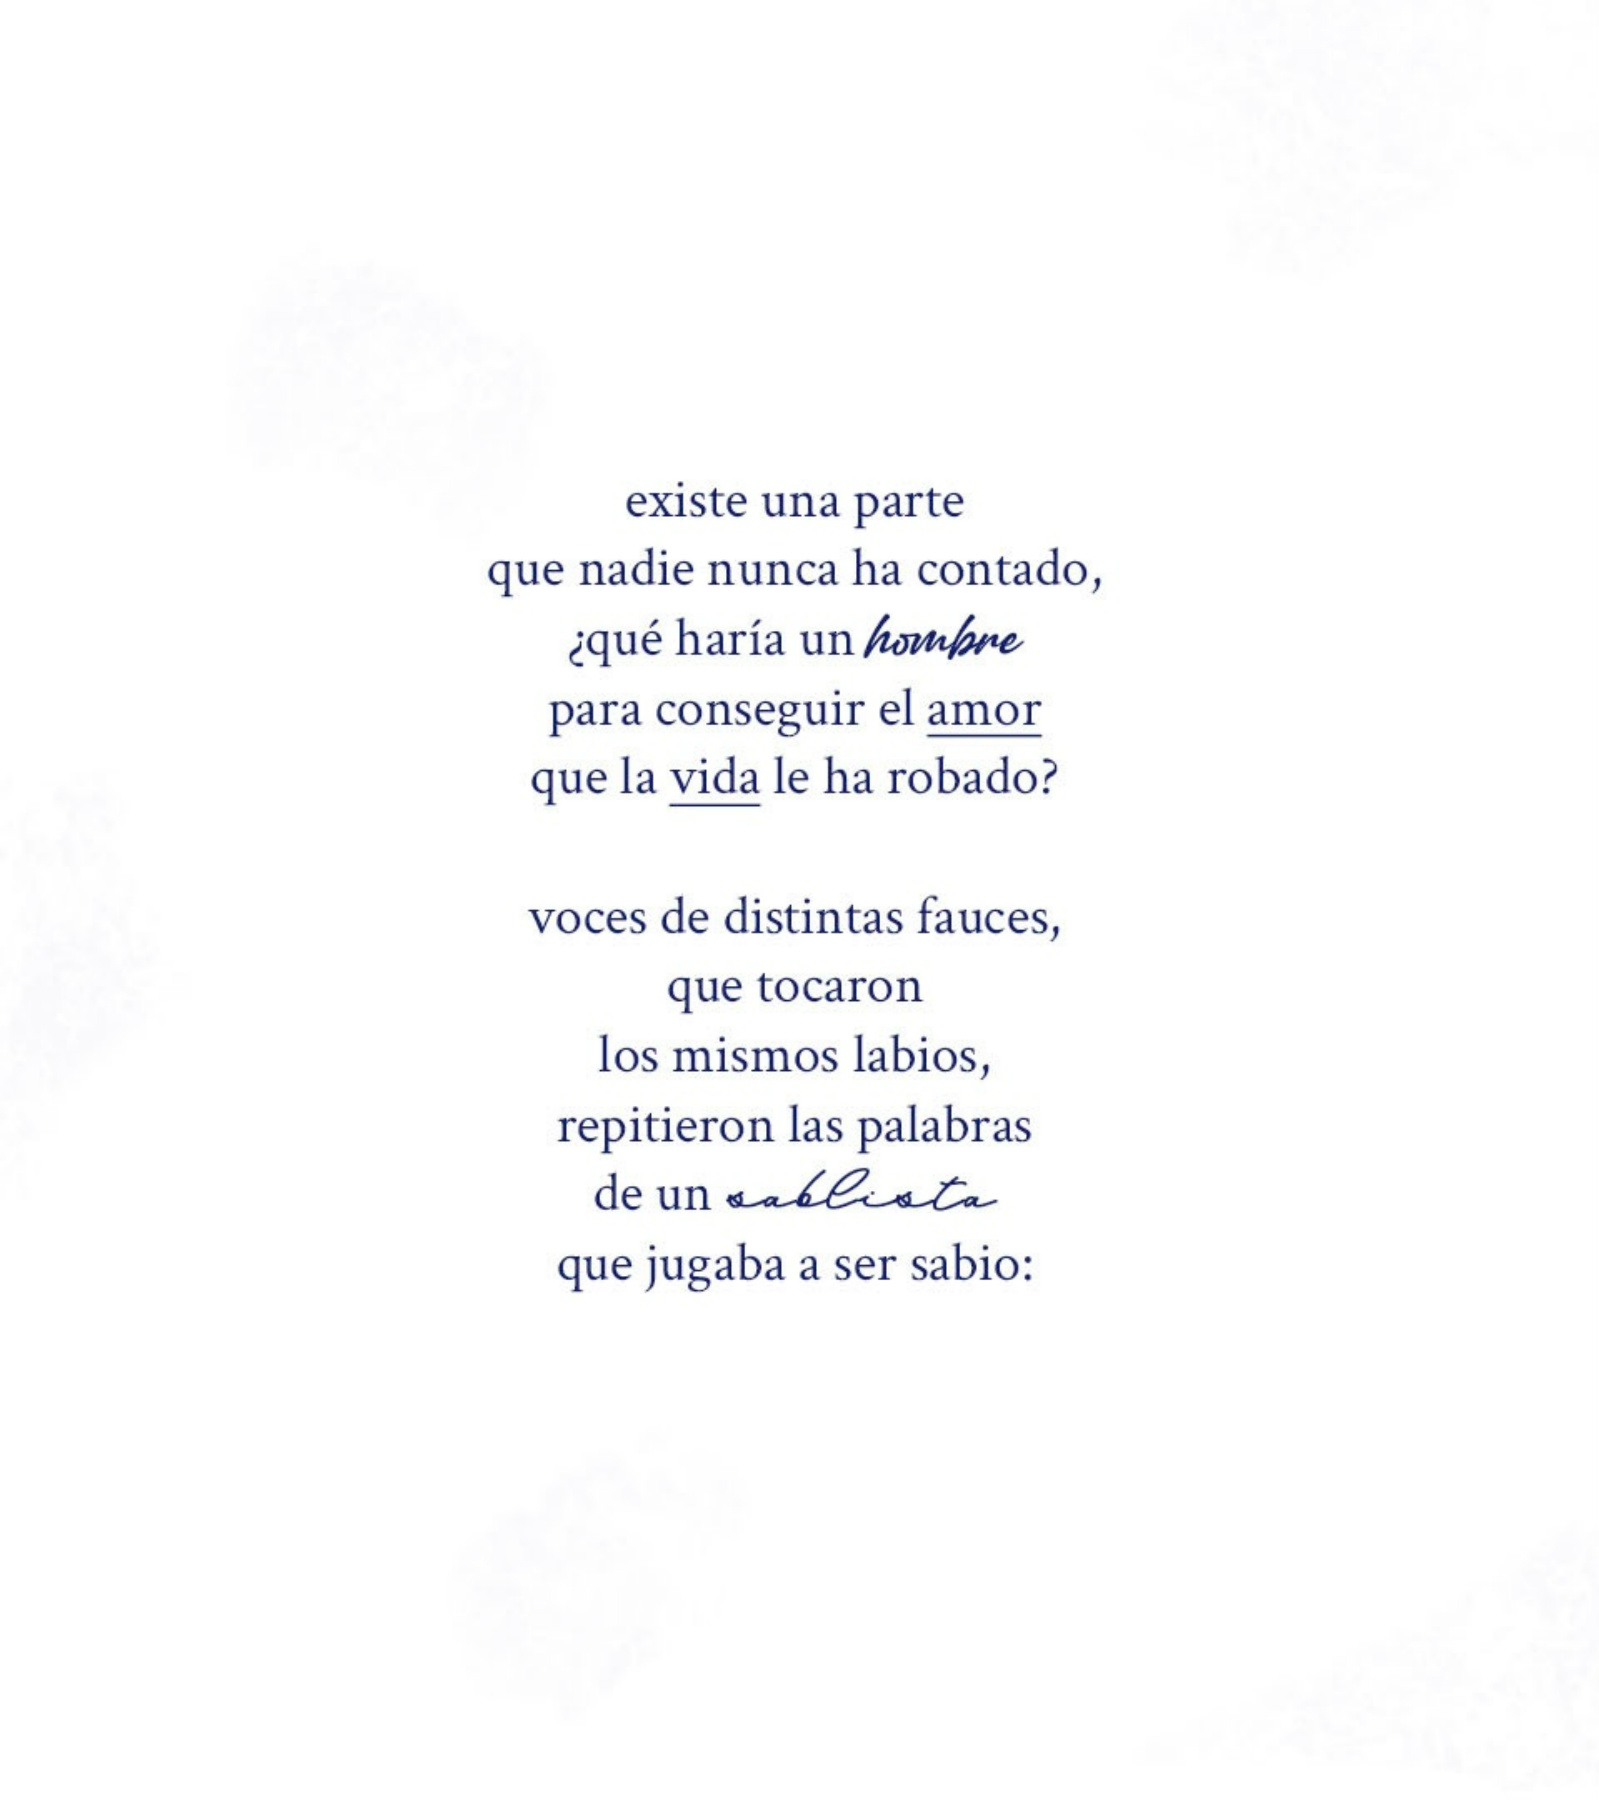 existe una parte
que nadie nunca ha contado,
¿qué haría un hombre
para conseguir el amor
que la vida le ha robado?
voces de distintas fauces,
que tocaron
los mismos labios,
repitieron las palabras
de un sablista
que jugaba a ser sabio: